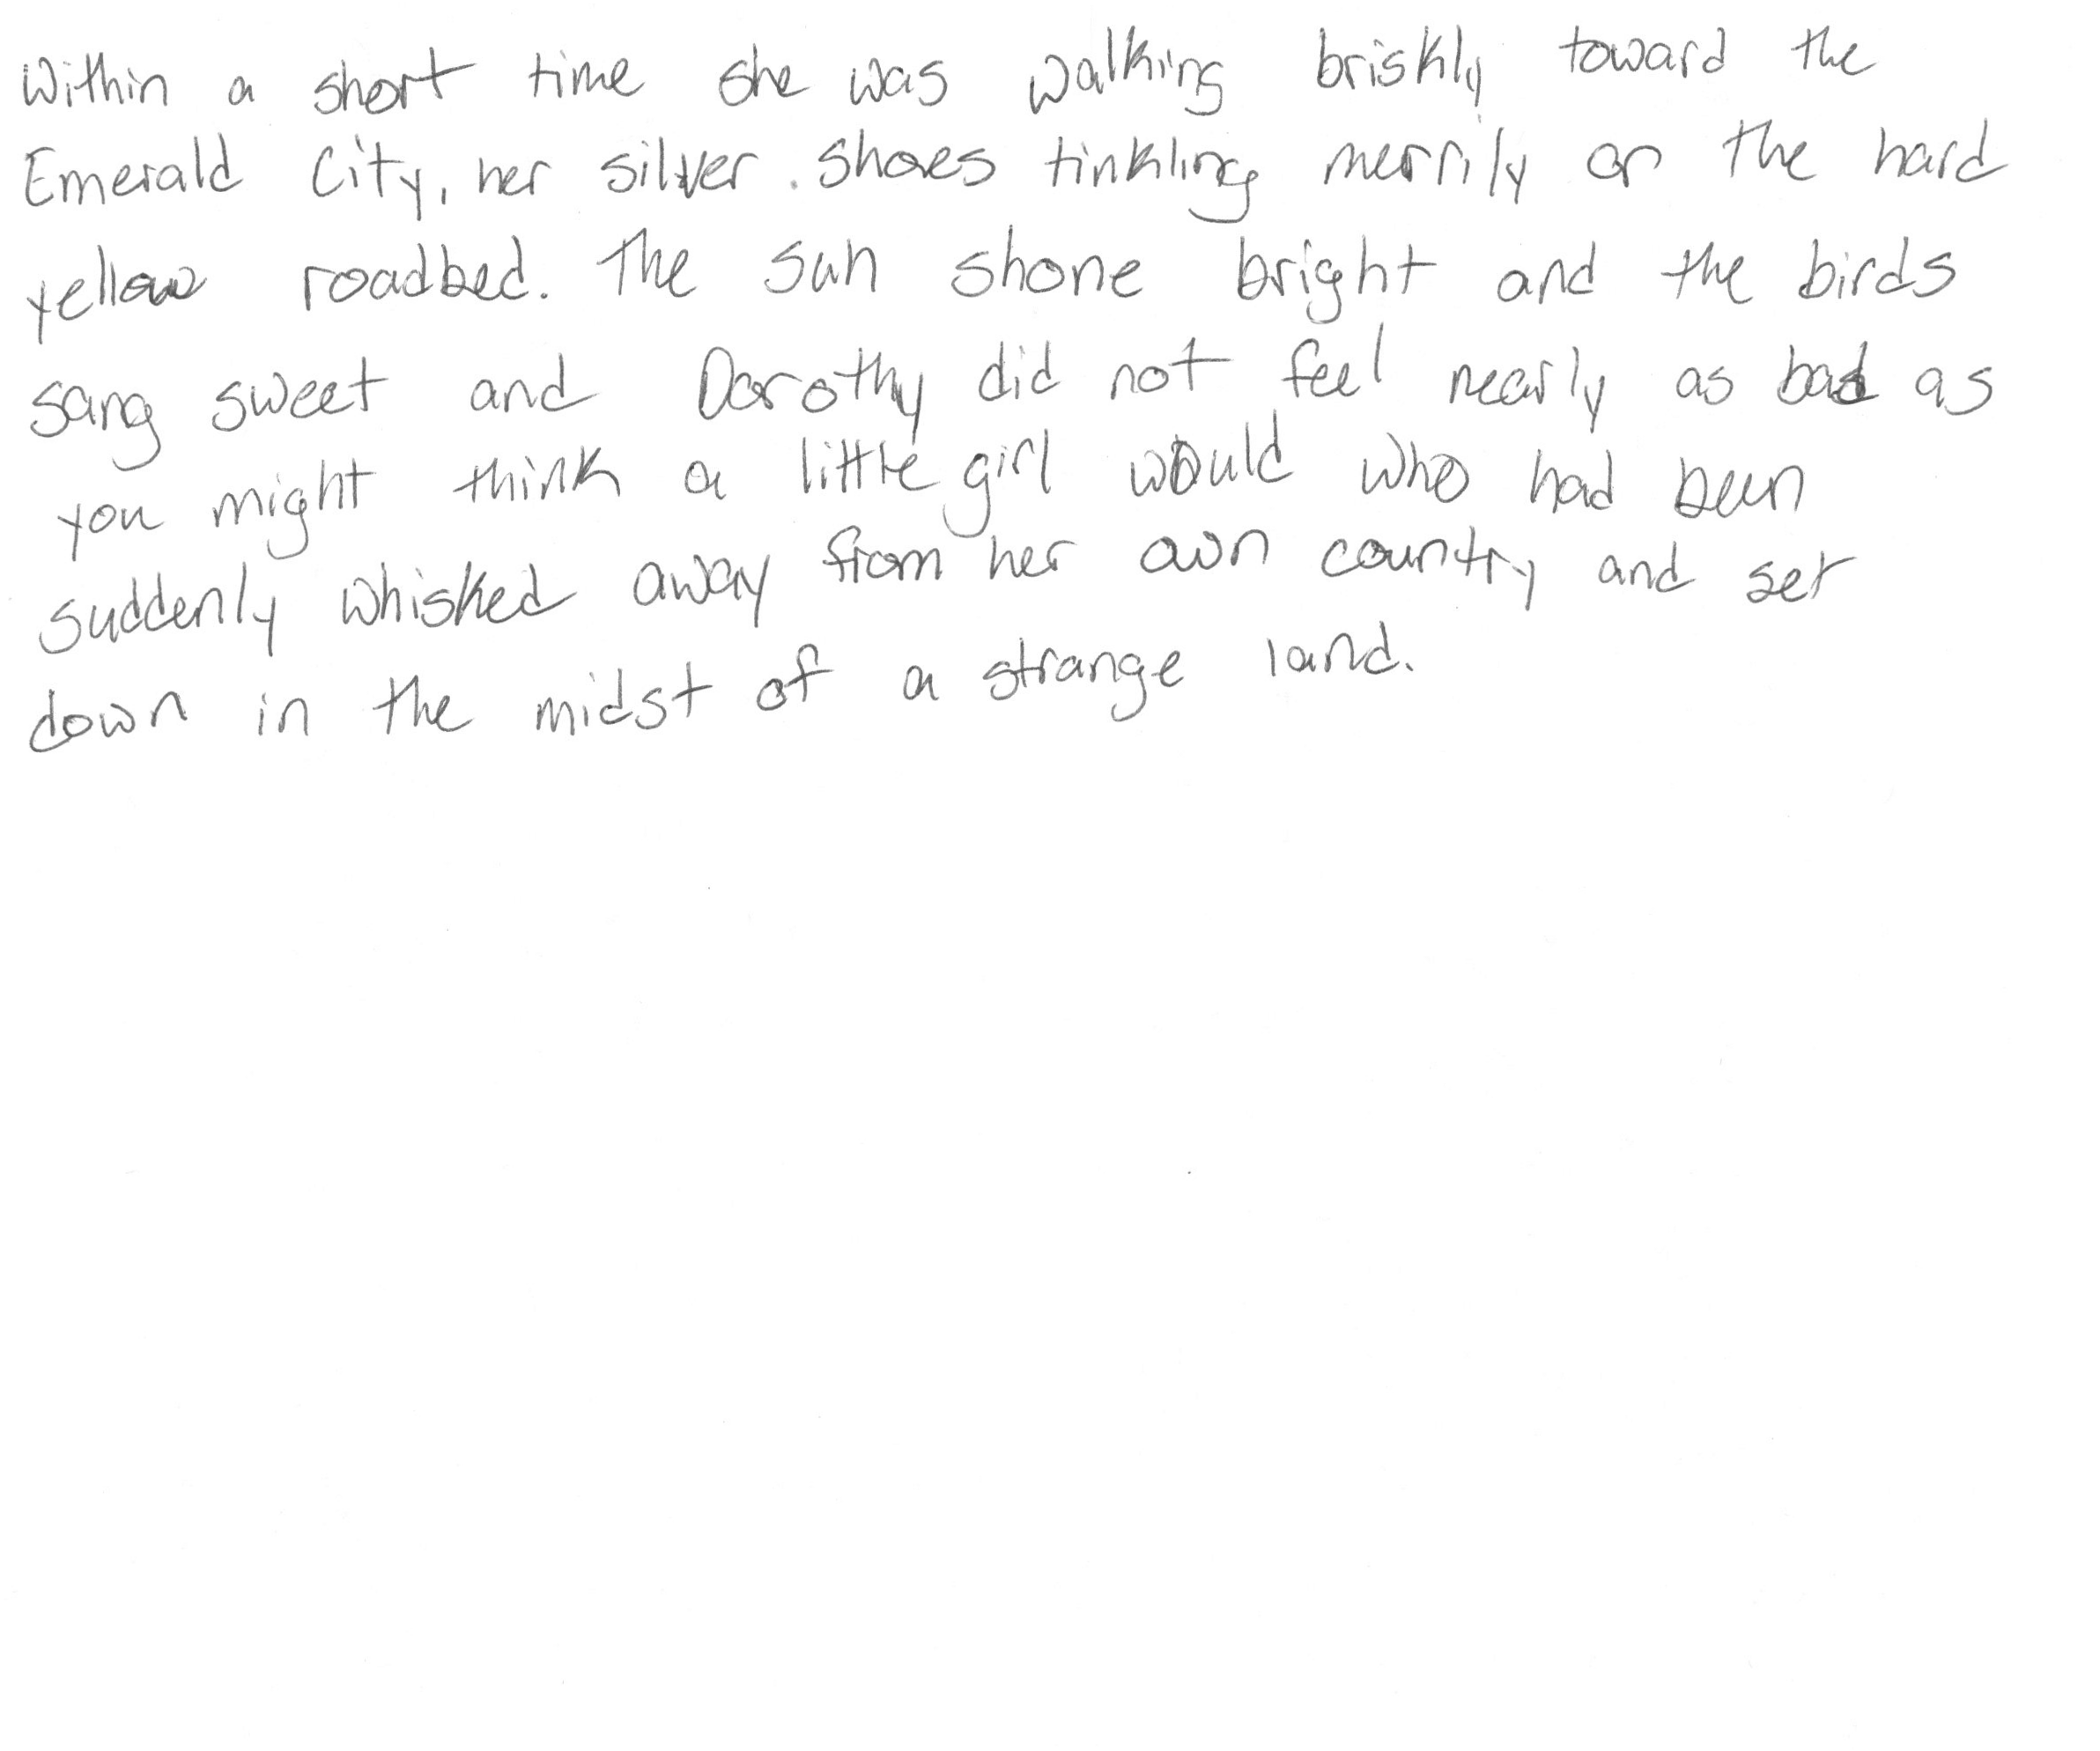 Within a short time she was walking briskly toward the
Emerald City, her silver shoes tinkling merrily on the hard
yellow roadbed. The sun shone bright and the birds
sang sweet and Dorothy did not feel nearly as bad as
you might think a little girl would who had been
suddenly whisked away from her own country and set
down in the midst of a strange land.